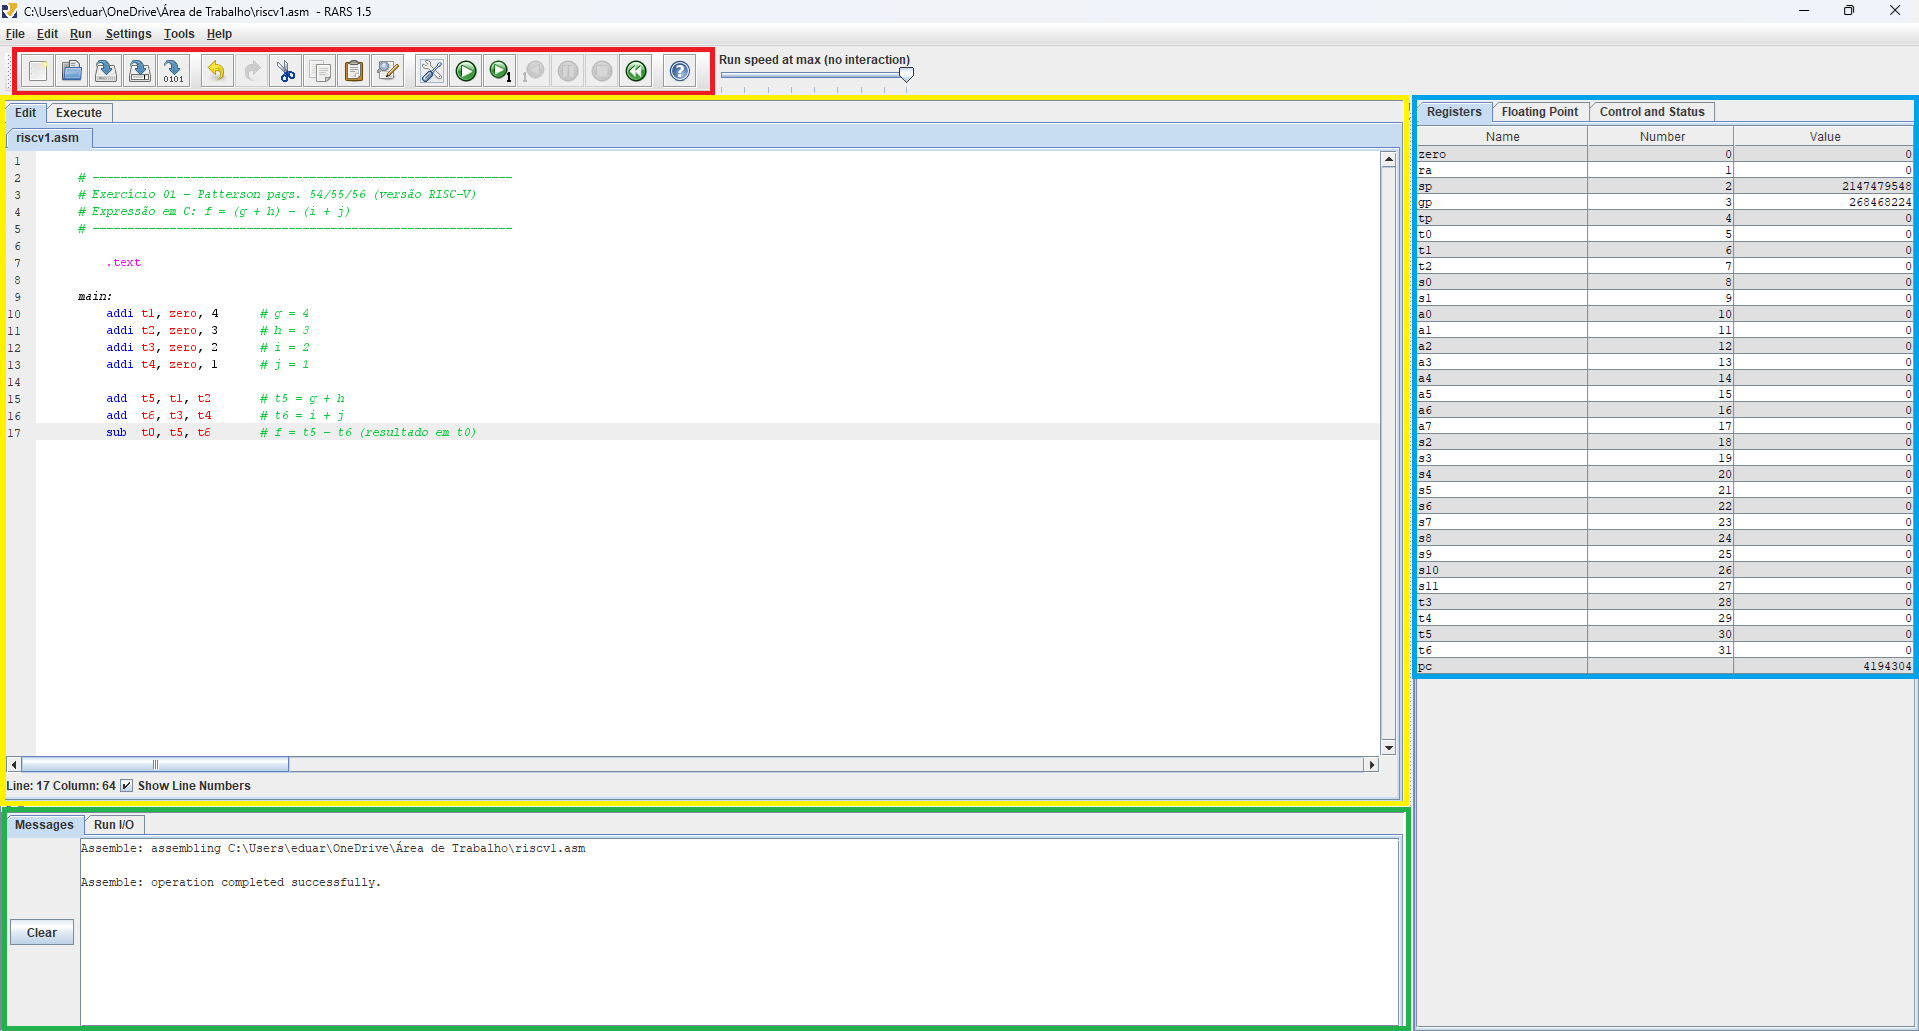 C:\Users\eduar\OneDrive\Área de Trabalho\riscv1.asm - RARS 1.5
File Edit Run Settings Tools Help
0101
1
1
Run speed at max (no interaction)
Edit Execute
riscv1.asm
1
2 # ------------------------------------------------------------
3 # Exercício 01 - Patterson pags. 54/55/56 (versão RISC-V)
4 # Expressão em C: f = (g + h) - (i + j)
5 # ------------------------------------------------------------
6
7 .text
8
9 main:
10 addi t1, zero, 4 # g = 4
11 addi t2, zero, 3 # h = 3
12 addi t3, zero, 2 # i = 2
13 addi t4, zero, 1 # j = 1
14
15 add t5, t1, t2 # t5 = g + h
16 add t6, t3, t4 # t6 = i + j
17 sub t0, t5, t6 # f = t5 - t6 (resultado em t0)
Line: 17 Column: 64 Show Line Numbers
Messages Run I/O
Assemble: assembling C:\Users\eduar\OneDrive\Área de Trabalho\riscv1.asm
Assemble: operation completed successfully.
Clear
Registers Floating Point Control and Status
Name Number Value
zero 0 0
ra 1 0
sp 2 2147479548
gp 3 268468224
tp 4 0
t0 5 0
t1 6 0
t2 7 0
s0 8 0
s1 9 0
a0 10 0
a1 11 0
a2 12 0
a3 13 0
a4 14 0
a5 15 0
a6 16 0
a7 17 0
s2 18 0
s3 19 0
s4 20 0
s5 21 0
s6 22 0
s7 23 0
s8 24 0
s9 25 0
s10 26 0
s11 27 0
t3 28 0
t4 29 0
t5 30 0
t6 31 0
pc 4194304